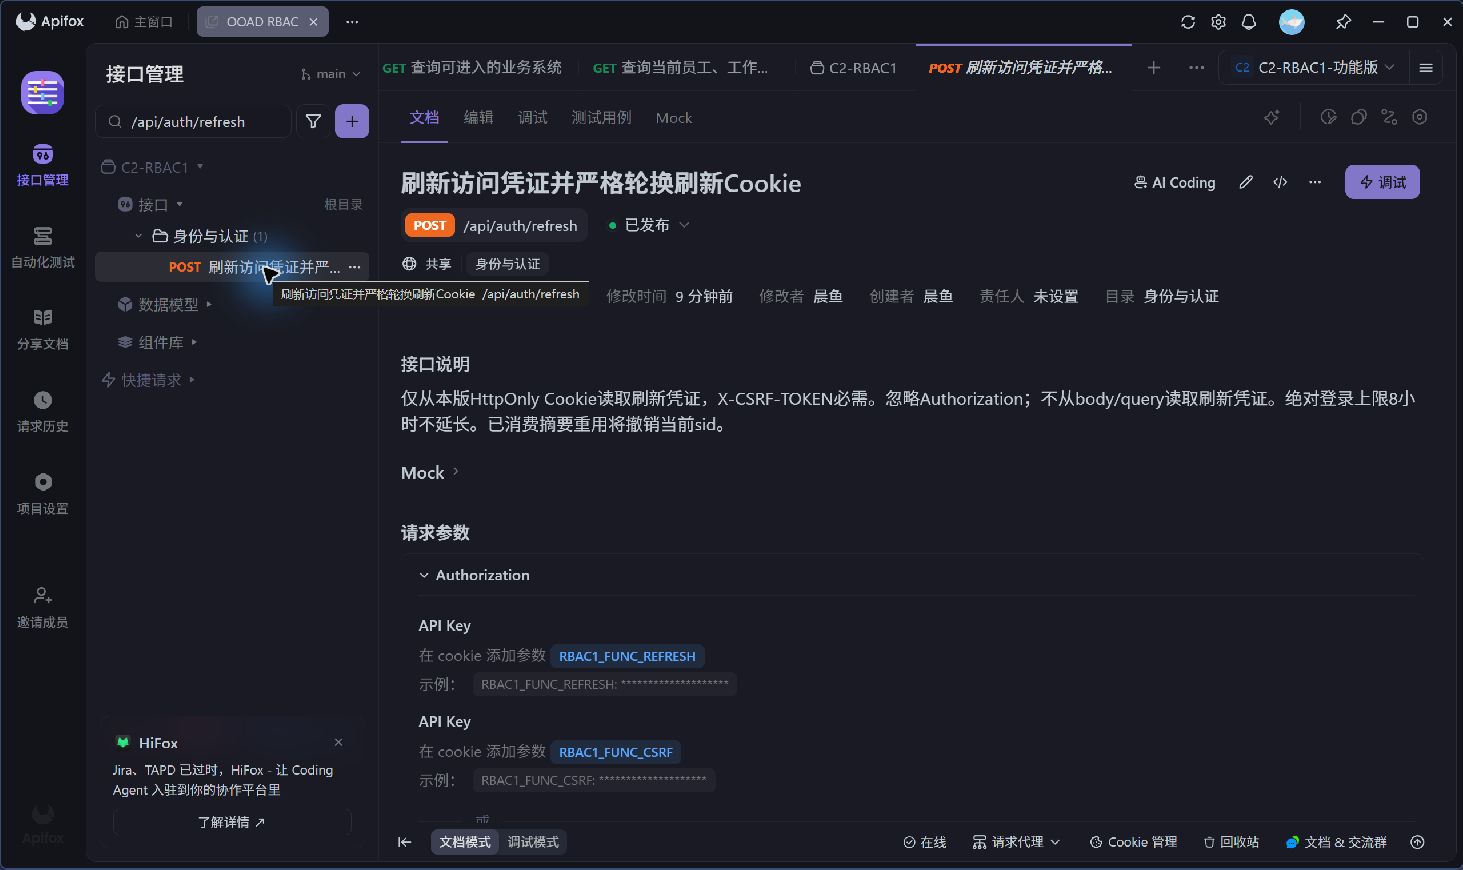 Apifox
主窗口
OOAD RBAC
接口管理
main
GET 查询可进入的业务系统
GET 查询当前员工、工作...
C2-RBAC1
POST 刷新访问凭证并严格...
C2 C2-RBAC1-功能版
/api/auth/refresh
文档 编辑 调试 测试用例 Mock
接口管理
自动化测试
分享文档
请求历史
项目设置
邀请成员
Apifox
C2-RBAC1
接口 根目录
身份与认证 (1)
POST 刷新访问凭证并严...
数据模型
组件库
快捷请求
刷新访问凭证并严格轮换刷新Cookie
AI Coding
调试
POST /api/auth/refresh 已发布
共享 身份与认证
刷新访问凭证并严格轮换刷新Cookie /api/auth/refresh
修改时间 9 分钟前 修改者 晨鱼 创建者 晨鱼 责任人 未设置 目录 身份与认证
接口说明
仅从本版HttpOnly Cookie读取刷新凭证，X-CSRF-TOKEN必需。忽略Authorization；不从body/query读取刷新凭证。绝对登录上限8小
时不延长。已消费摘要重用将撤销当前sid。
Mock
请求参数
Authorization
API Key
在 cookie 添加参数 RBAC1_FUNC_REFRESH
示例： RBAC1_FUNC_REFRESH: ********************
API Key
在 cookie 添加参数 RBAC1_FUNC_CSRF
示例： RBAC1_FUNC_CSRF: ********************
或
HiFox
Jira、TAPD 已过时，HiFox - 让 Coding
Agent 入驻到你的协作平台里
了解详情 ↗
文档模式 调试模式
在线 请求代理 Cookie 管理 回收站 文档 & 交流群